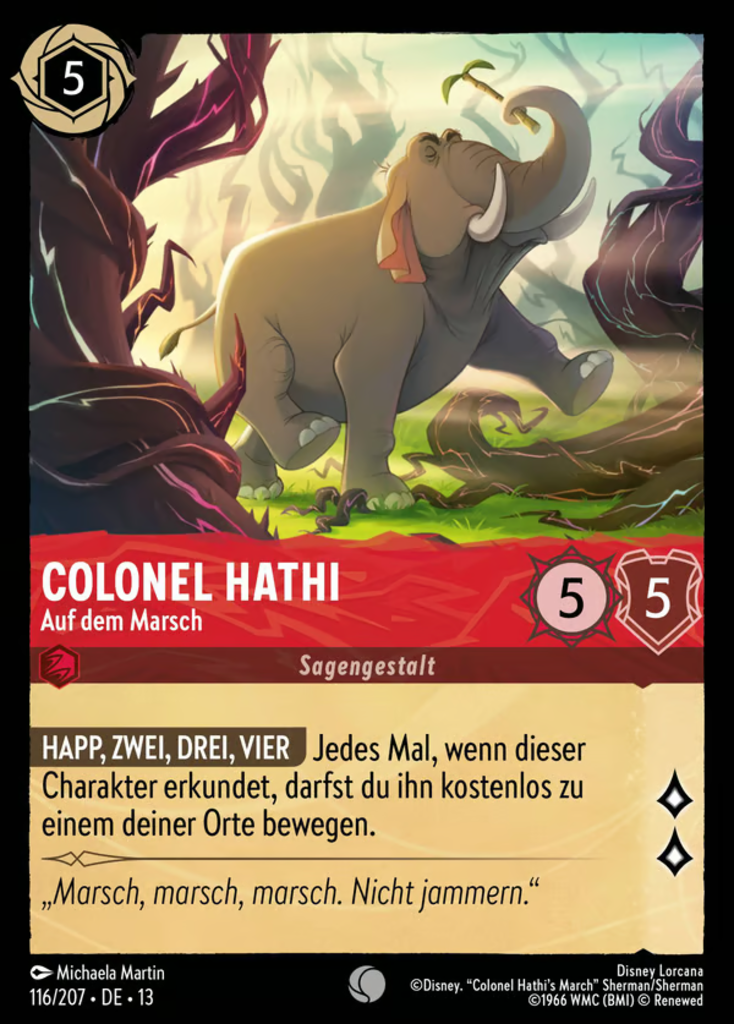 5
COLONEL HATHI
Auf dem Marsch
5 5
Sagengestalt
HAPP, ZWEI, DREI, VIER Jedes Mal, wenn dieser
Charakter erkundet, darfst du ihn kostenlos zu
einem deiner Orte bewegen.
„Marsch, marsch, marsch. Nicht jammern.“
Michaela Martin
116/207 • DE • 13
Disney Lorcana
©Disney. “Colonel Hathi's March” Sherman/Sherman
©1966 WMC (BMI) © Renewed